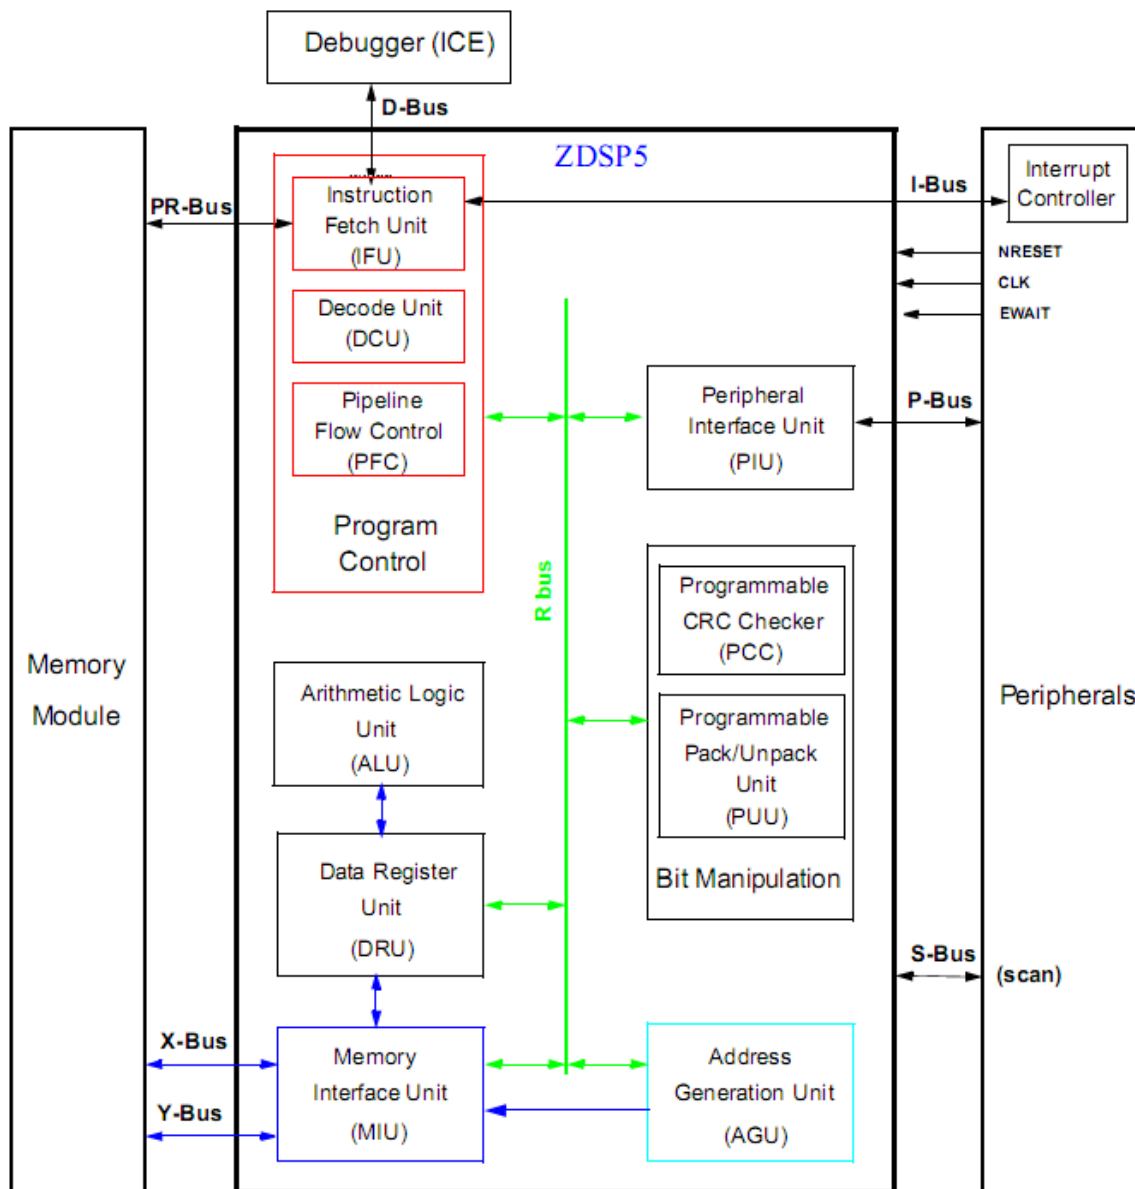 Debugger (ICE)
D-Bus
ZDSP5
Instruction
Fetch Unit
(IFU)
PR-Bus
I-Bus
Interrupt
Controller
NRESET
CLK
EWAIT
Decode Unit
(DCU)
Pipeline
Flow Control
(PFC)
Program
Control
Peripheral
Interface Unit
(PIU)
P-Bus
R bus
Programmable
CRC Checker
(PCC)
Programmable
Pack/Unpack
Unit
(PUU)
Bit Manipulation
Memory
Module
Peripherals
Arithmetic Logic
Unit
(ALU)
Data Register
Unit
(DRU)
S-Bus
(scan)
X-Bus
Y-Bus
Memory
Interface Unit
(MIU)
Address
Generation Unit
(AGU)